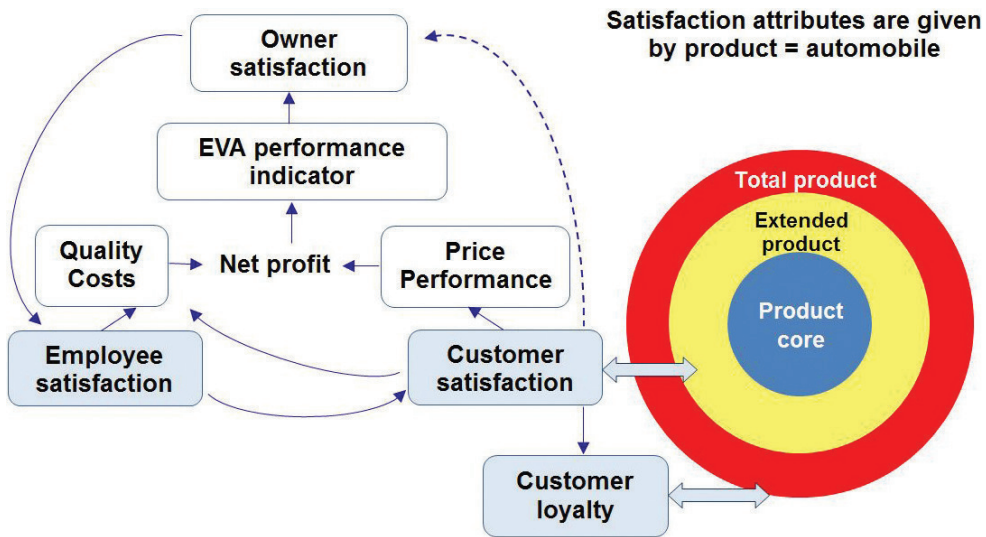 Satisfaction attributes are given
by product = automobile
Owner
satisfaction
EVA performance
indicator
Quality
Costs
Net profit
Price
Performance
Employee
satisfaction
Customer
satisfaction
Customer
loyalty
Total product
Extended
product
Product
core